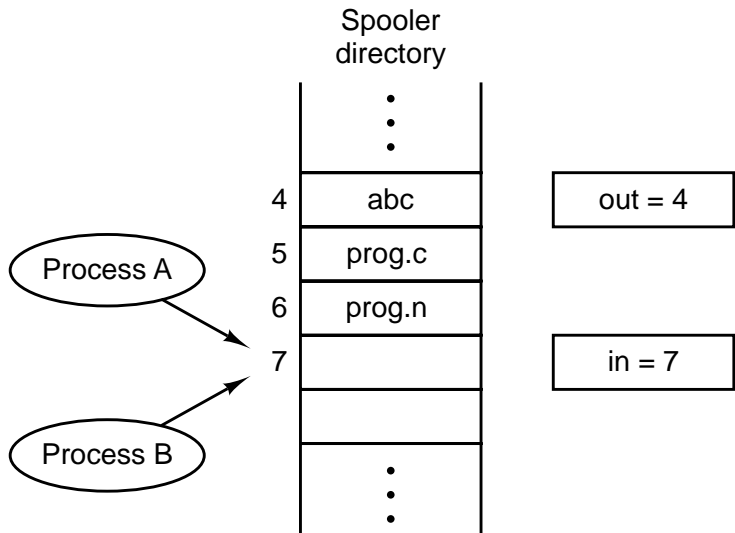 Spooler
directory
4 abc out = 4
5 prog.c
Process A
6 prog.n
7 in = 7
Process B